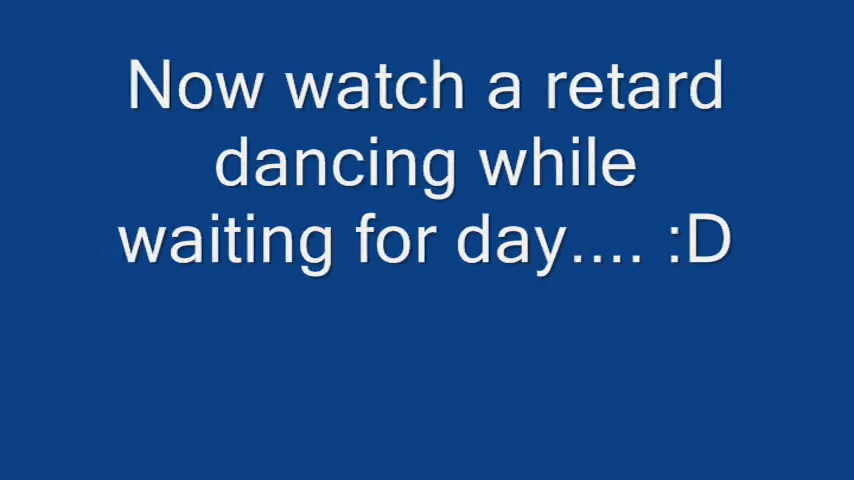 Now watch a retard
dancing while
waiting for day.... :D